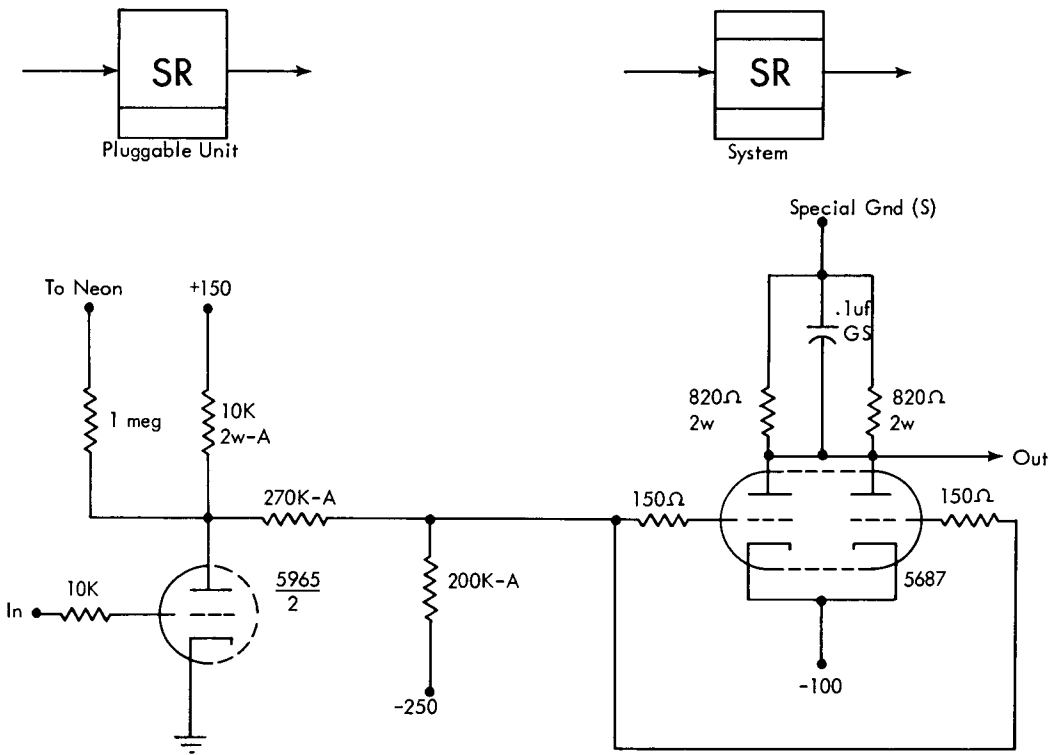 SR
Pluggable Unit
SR
System
Special Gnd (S)
To Neon
+150
.1uf
GS
1 meg
10K
2w-A
820Ω
2w
820Ω
2w
Out
270K-A
150Ω
150Ω
10K
In
5965
2
200K-A
5687
-250
-100